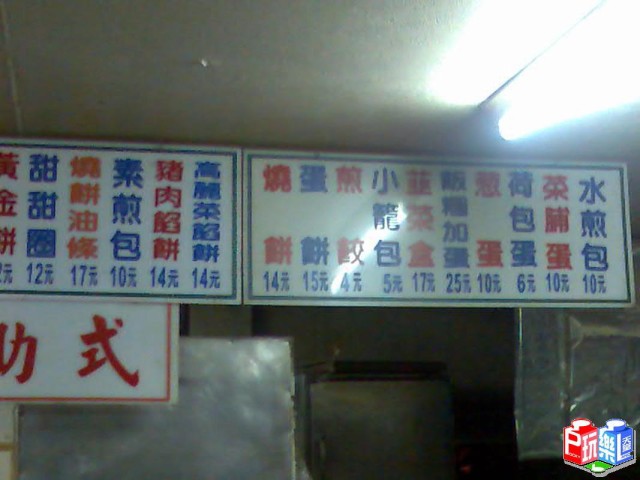 黃金餅
甜甜圈 12元
燒餅油條 17元
素煎包 10元
豬肉餡餅 14元
高麗菜餡餅 14元
燒餅 14元
蛋餅 15元
煎餃 4元
小籠包 5元
韮菜盒 17元
飯糰加蛋 25元
蔥蛋 10元
荷包蛋 6元
菜脯蛋 10元
水煎包 10元
助式
玩樂